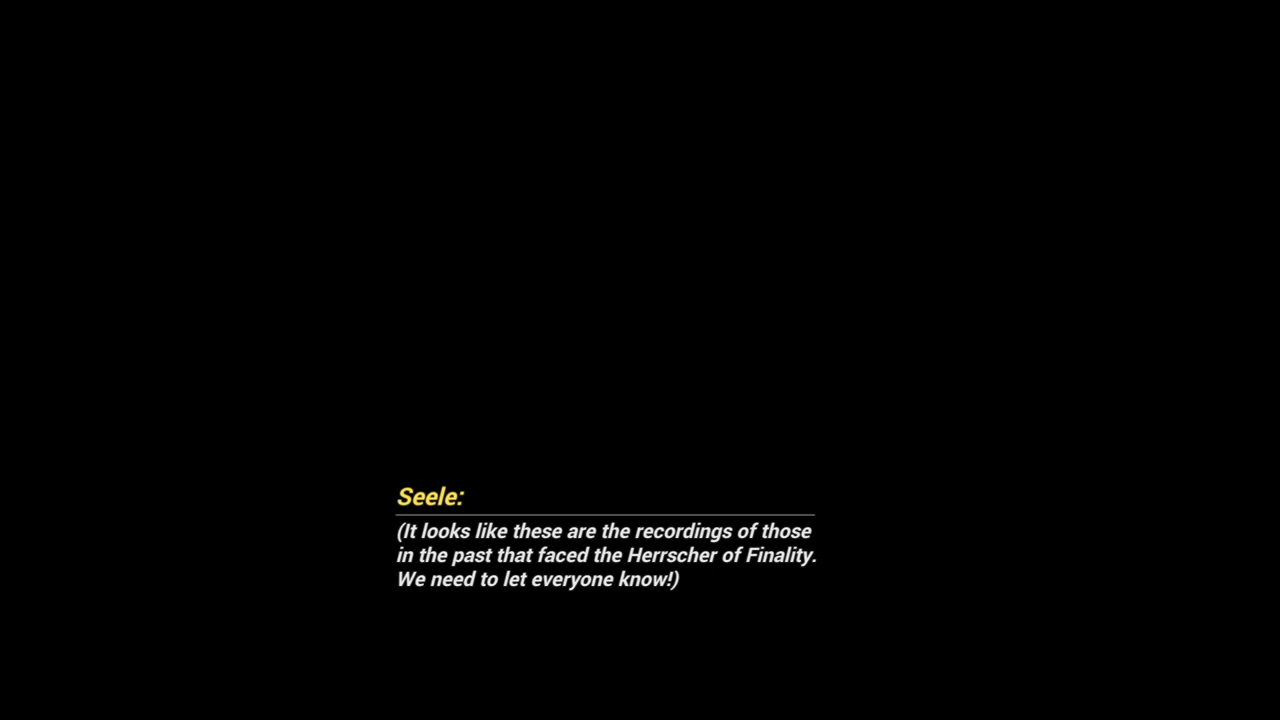 Seele:
(It looks like these are the recordings of those
in the past that faced the Herrscher of Finality.
We need to let everyone know!)